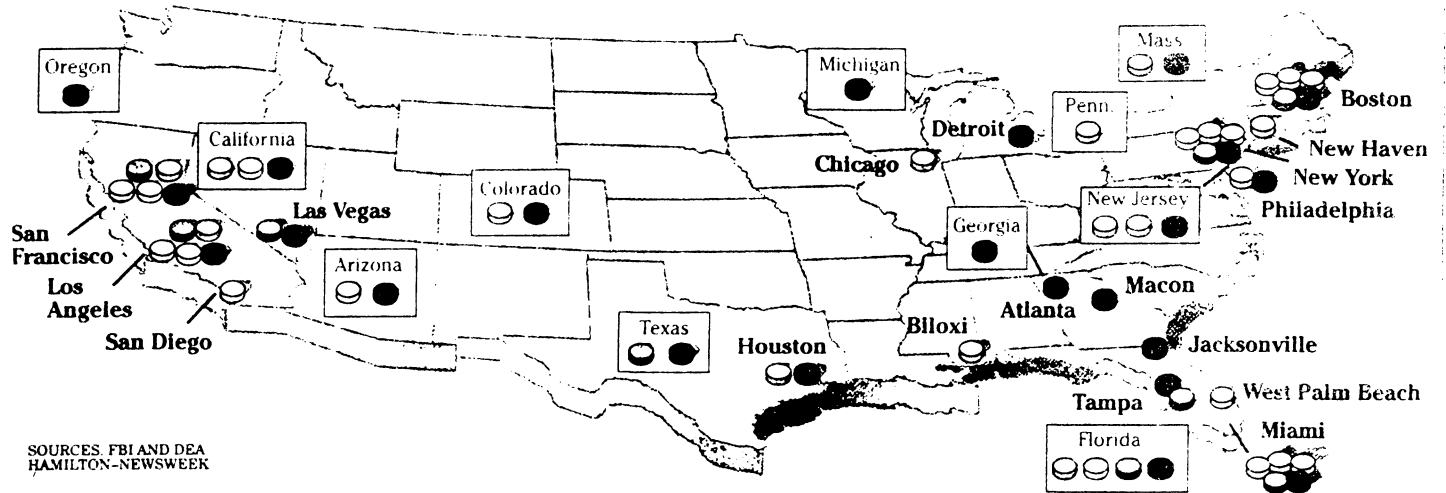 Oregon
Michigan
Mass
California
Detroit
Penn.
Boston
Chicago
New Haven
New York
Philadelphia
Colorado
Las Vegas
New Jersey
Georgia
San
Francisco
Los
Angeles
Arizona
San Diego
Texas
Houston
Biloxi
Atlanta
Macon
Jacksonville
Tampa
West Palm Beach
Miami
Florida
SOURCES. FBI AND DEA
HAMILTON–NEWSWEEK